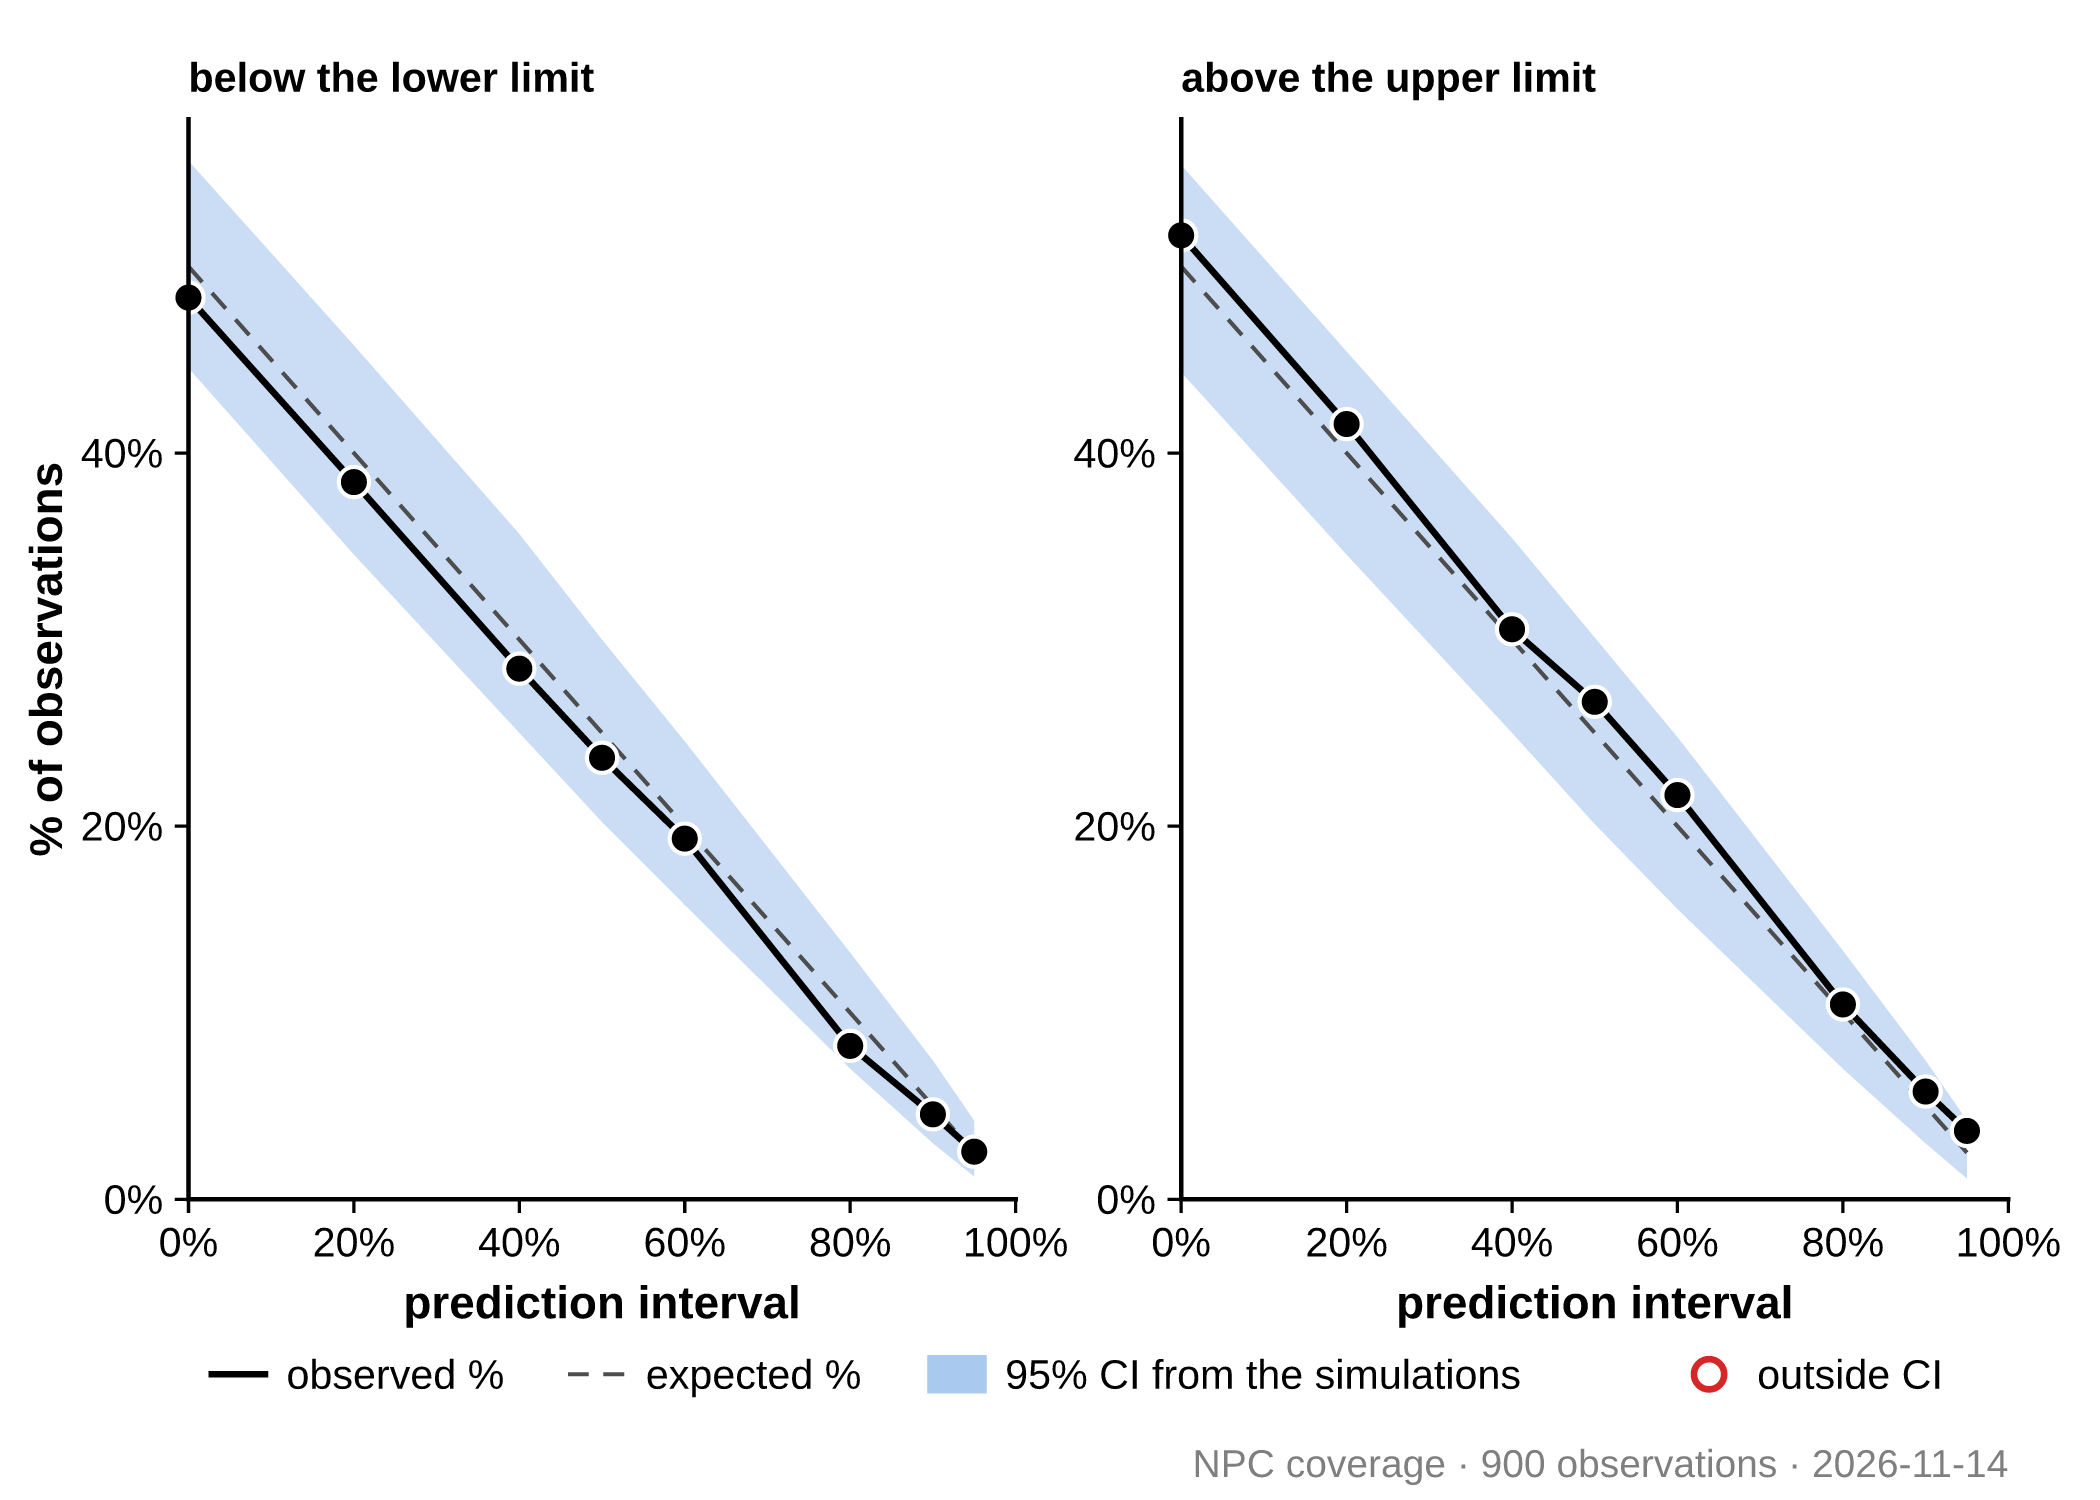 below the lower limit
above the upper limit
% of observations
40%
20%
0%
0% 20% 40% 60% 80% 100%
prediction interval
40%
20%
0%
0% 20% 40% 60% 80% 100%
prediction interval
observed % expected % 95% CI from the simulations outside CI
NPC coverage · 900 observations · 2026-11-14